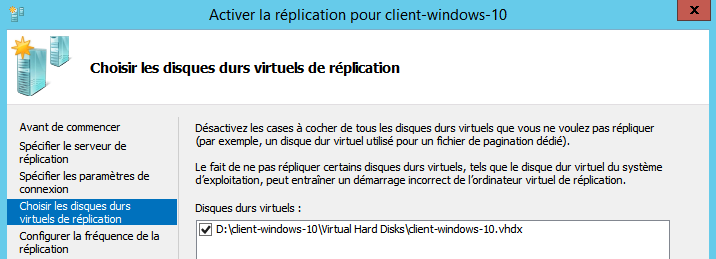 Activer la réplication pour client-windows-10
x
Choisir les disques durs virtuels de réplication
Avant de commencer
Spécifier le serveur de
réplication
Spécifier les paramètres de
connexion
Choisir les disques durs
virtuels de réplication
Configurer la fréquence de la
réplication
Désactivez les cases à cocher de tous les disques durs virtuels que vous ne voulez pas répliquer
(par exemple, un disque dur virtuel utilisé pour un fichier de pagination dédié).
Le fait de ne pas répliquer certains disques durs virtuels, tels que le disque dur virtuel du système
d'exploitation, peut entraîner un démarrage incorrect de l'ordinateur virtuel de réplication.
Disques durs virtuels :
D:\client-windows-10\Virtual Hard Disks\client-windows-10.vhdx